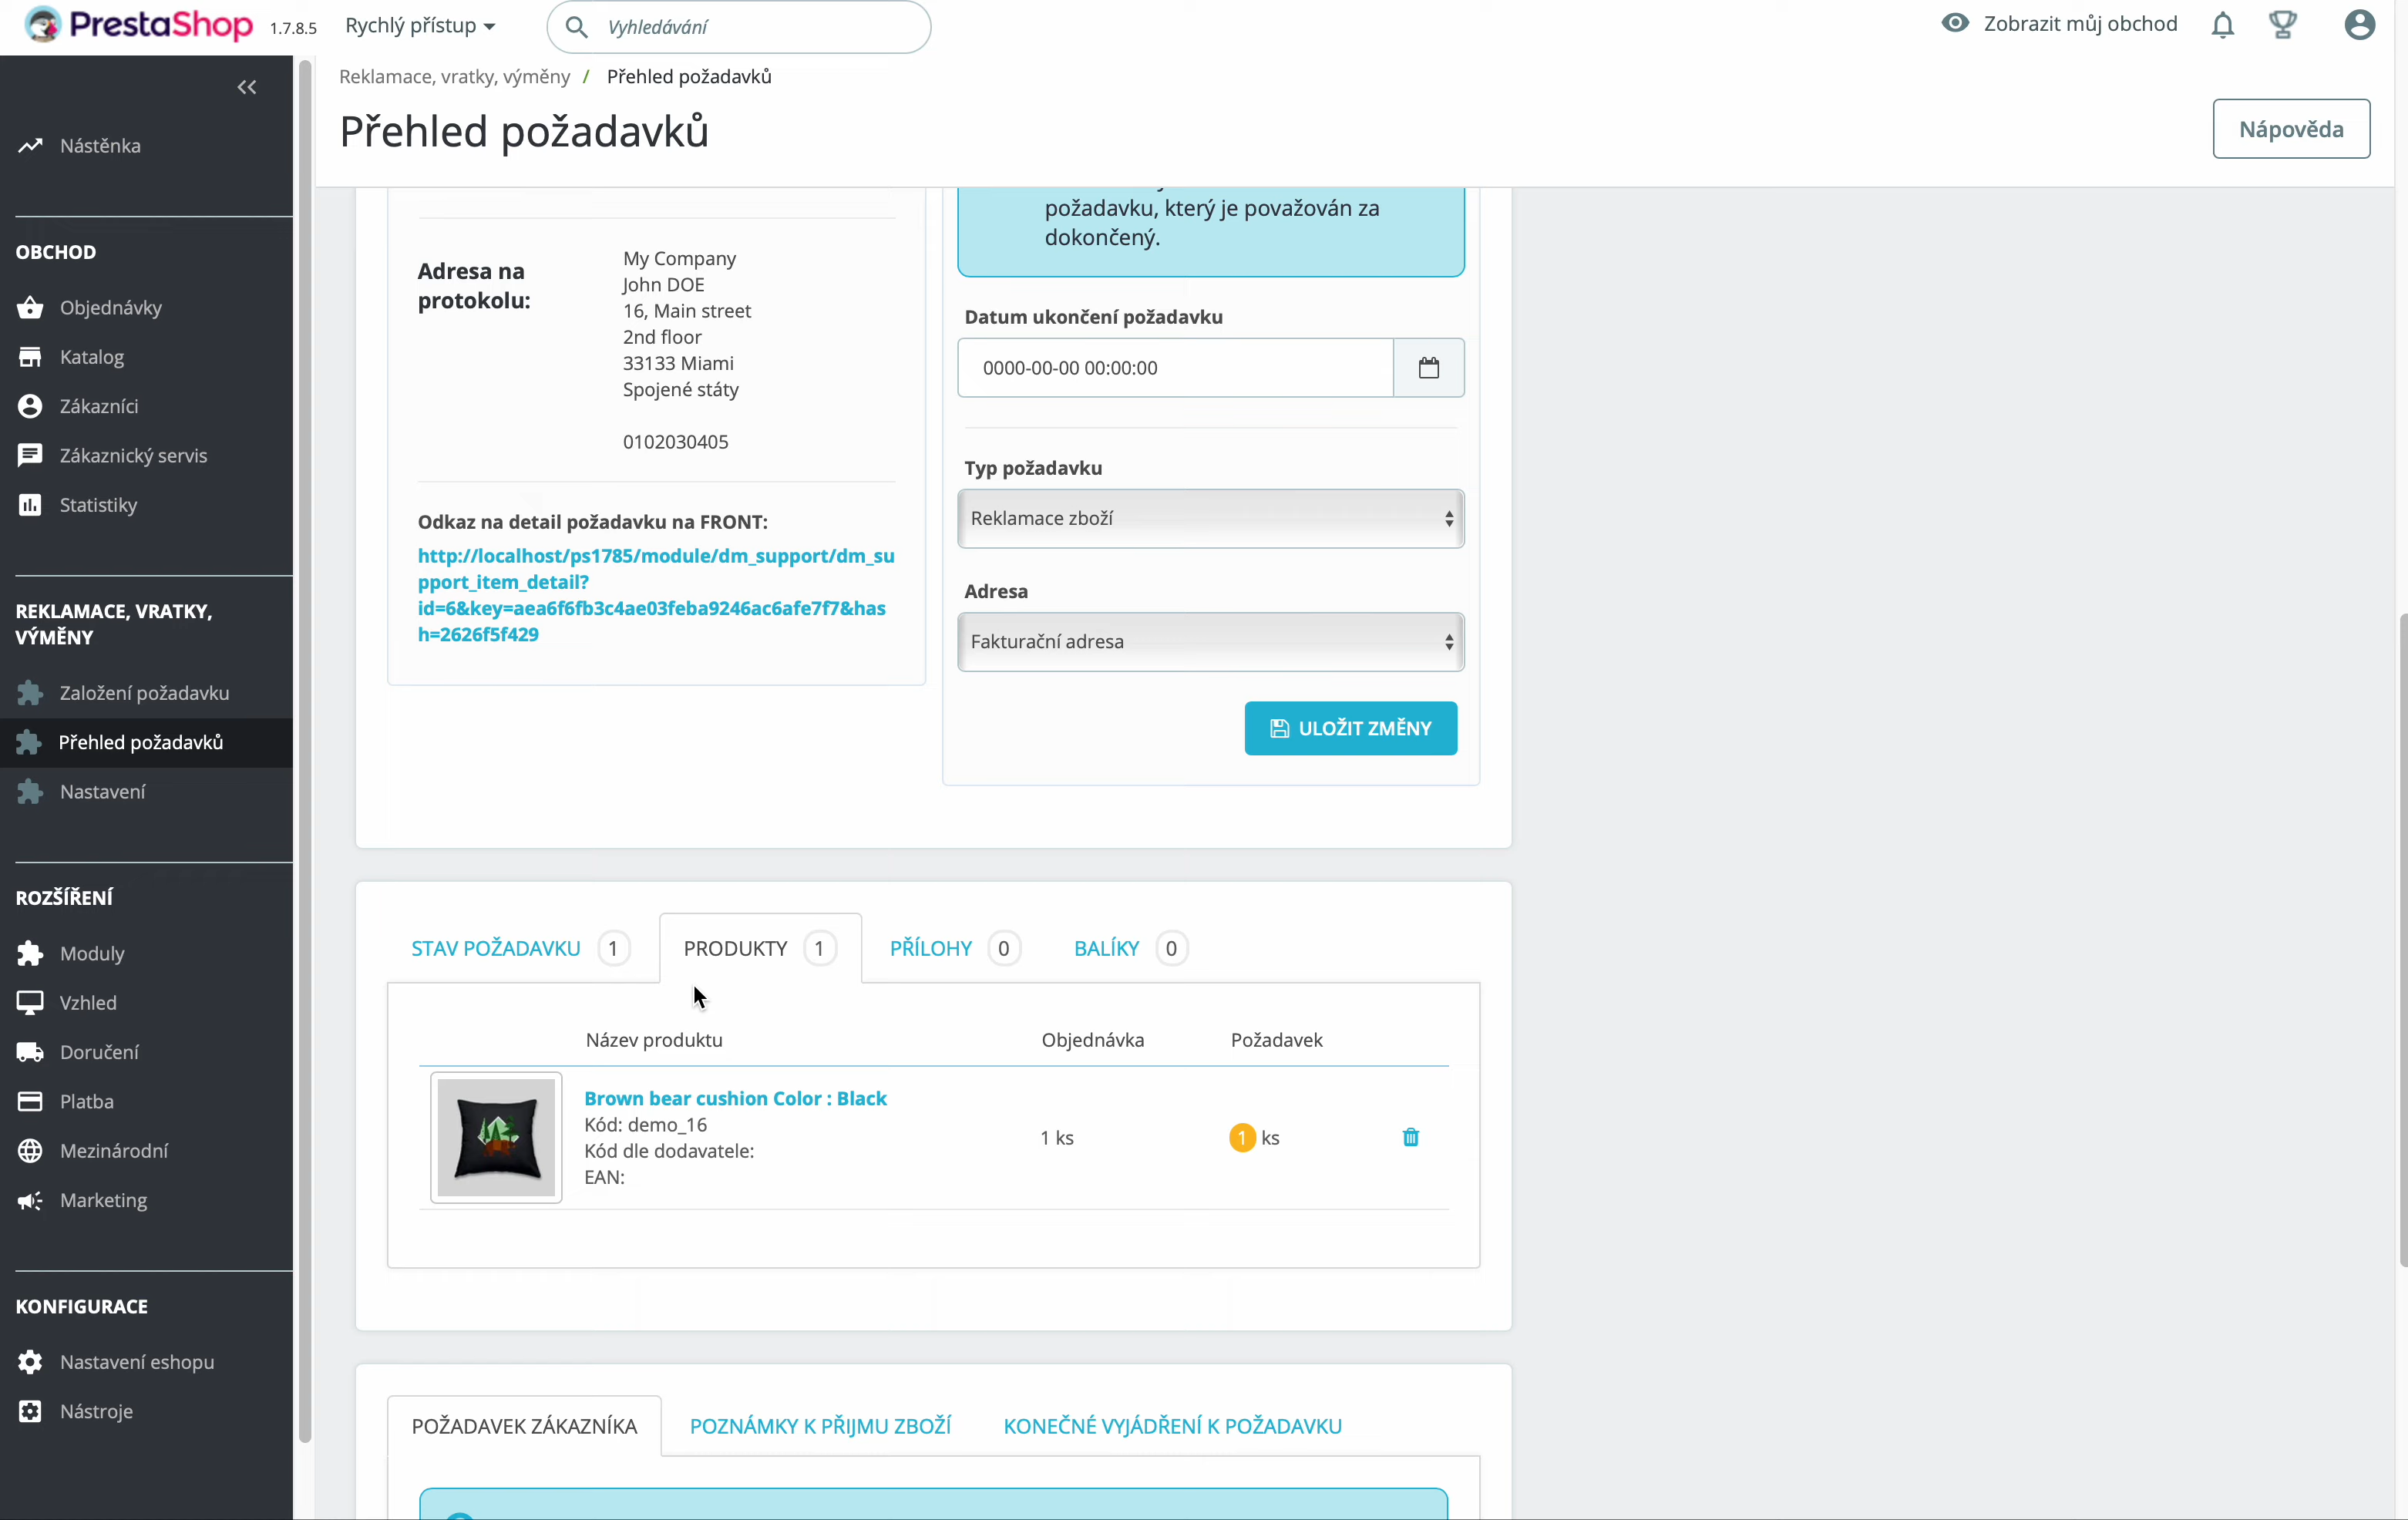 PrestaShop 1.7.8.5 Rychlý přístup Vyhledávání Zobrazit můj obchod
Reklamace, vratky, výměny / Přehled požadavků
Přehled požadavků
Nápověda
Nástěnka
OBCHOD
Objednávky
Katalog
Zákazníci
Zákaznický servis
Statistiky
REKLAMACE, VRATKY,
VÝMĚNY
Založení požadavku
Přehled požadavků
Nastavení
ROZŠÍŘENÍ
Moduly
Vzhled
Doručení
Platba
Mezinárodní
Marketing
KONFIGURACE
Nastavení eshopu
Nástroje
Adresa na
protokolu:
My Company
John DOE
16, Main street
2nd floor
33133 Miami
Spojené státy
0102030405
Odkaz na detail požadavku na FRONT:
http://localhost/ps1785/module/dm_support/dm_su
pport_item_detail?
id=6&key=aea6f6fb3c4ae03feba9246ac6afe7f7&has
h=2626f5f429
požadavku, který je považován za
dokončený.
Datum ukončení požadavku
0000-00-00 00:00:00
Typ požadavku
Reklamace zboží
Adresa
Fakturační adresa
ULOŽIT ZMĚNY
STAV POŽADAVKU 1 PRODUKTY 1 PŘÍLOHY 0 BALÍKY 0
Název produktu Objednávka Požadavek
Brown bear cushion Color : Black
Kód: demo_16
Kód dle dodavatele:
EAN:
1 ks
1 ks
POŽADAVEK ZÁKAZNÍKA POZNÁMKY K PŘIJMU ZBOŽÍ KONEČNÉ VYJÁDŘENÍ K POŽADAVKU